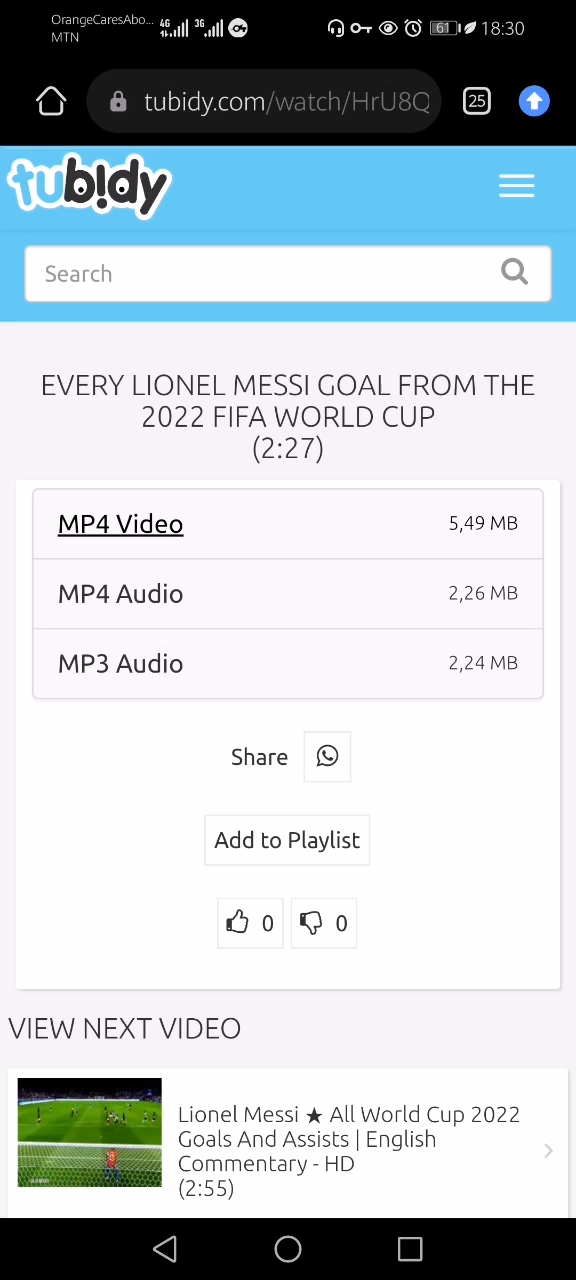 OrangeCaresAbo...
MTN
4G
3G
61
18:30
tubidy.com/watch/HrU8Q
25
tubidy
Search
EVERY LIONEL MESSI GOAL FROM THE
2022 FIFA WORLD CUP
(2:27)
MP4 Video 5,49 MB
MP4 Audio 2,26 MB
MP3 Audio 2,24 MB
Share
Add to Playlist
0 0
VIEW NEXT VIDEO
Lionel Messi ★ All World Cup 2022
Goals And Assists | English
Commentary - HD
(2:55)